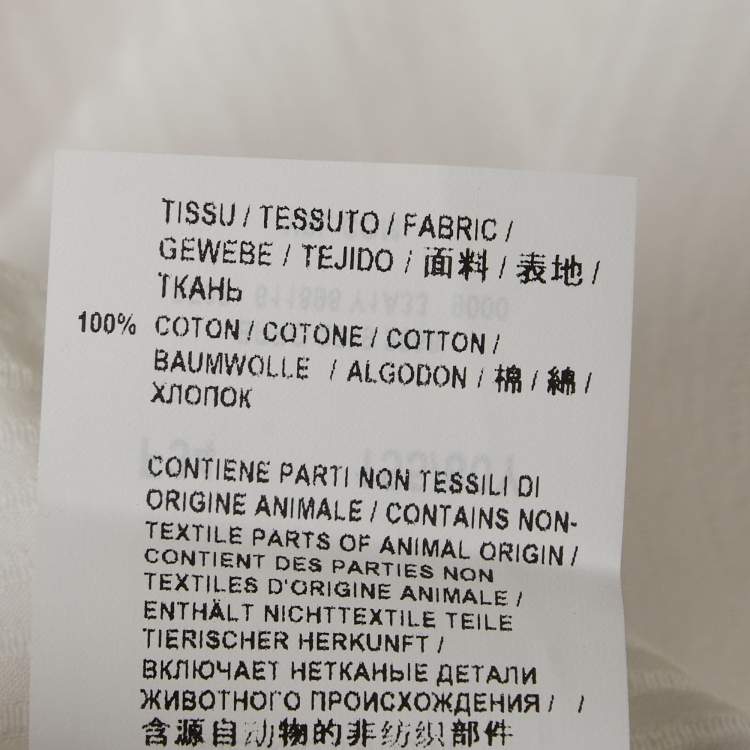 TISSU / TESSUTO / FABRIC /
GEWEBE / TEJIDO / 面料 / 表地 /
ТКАНЬ
100% COTON / COTONE / COTTON /
BAUMWOLLE / ALGODON / 棉 / 綿 /
ХЛОПОК
CONTIENE PARTI NON TESSILI DI
ORIGINE ANIMALE / CONTAINS NON-
TEXTILE PARTS OF ANIMAL ORIGIN /
CONTIENT DES PARTIES NON
TEXTILES D'ORIGINE ANIMALE /
ENTHÄLT NICHTTEXTILE TEILE
TIERISCHER HERKUNFT /
ВКЛЮЧАЕТ НЕТКАНЫЕ ДЕТАЛИ
ЖИВОТНОГО ПРОИСХОЖДЕНИЯ / /
含源自动物的非纺织部件